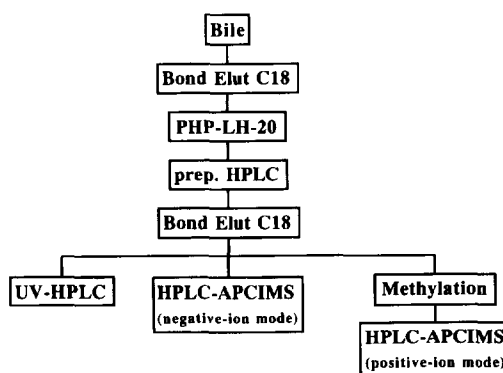 Bile
Bond Elut C18
PHP-LH-20
prep. HPLC
Bond Elut C18
UV-HPLC
HPLC-APCIMS
(negative-ion mode)
Methylation
HPLC-APCIMS
(positive-ion mode)